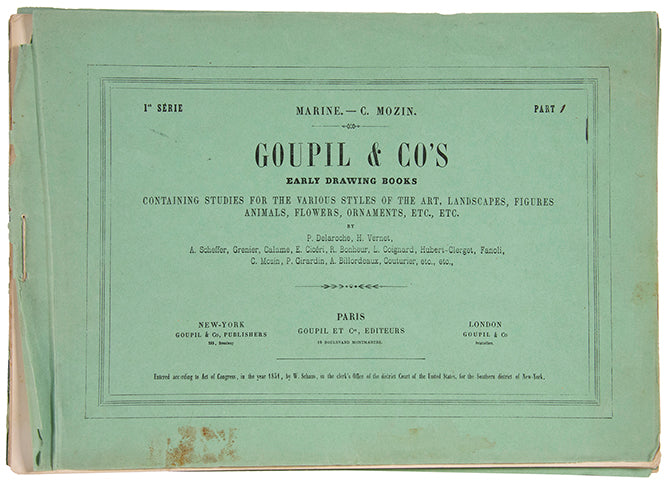 1re SÉRIE
MARINE. — C. MOZIN.
PART 1
GOUPIL & CO'S
EARLY DRAWING BOOKS
CONTAINING STUDIES FOR THE VARIOUS STYLES OF THE ART, LANDSCAPES, FIGURES
ANIMALS, FLOWERS, ORNAMENTS, ETC., ETC.
BY
P. Delaroche, H. Vernet,
A. Scheffer, Grenier, Calame, E. Cicéri, R. Bonheur, L. Coignard, Hubert-Clerget, Fanoli,
C. Mozin, P. Girardin, A. Billordeaux, Couturier, etc., etc.,
NEW-YORK
GOUPIL & Co, PUBLISHERS
Broadway
PARIS
GOUPIL ET Cie, EDITEURS
BOULEVARD MONTMARTRE.
LONDON
GOUPIL & Co
Entered according to Act of Congress, in the year 1851, by W. Schaus, in the clerk's Office of the district Court of the United States, for the Southern district of New-York.